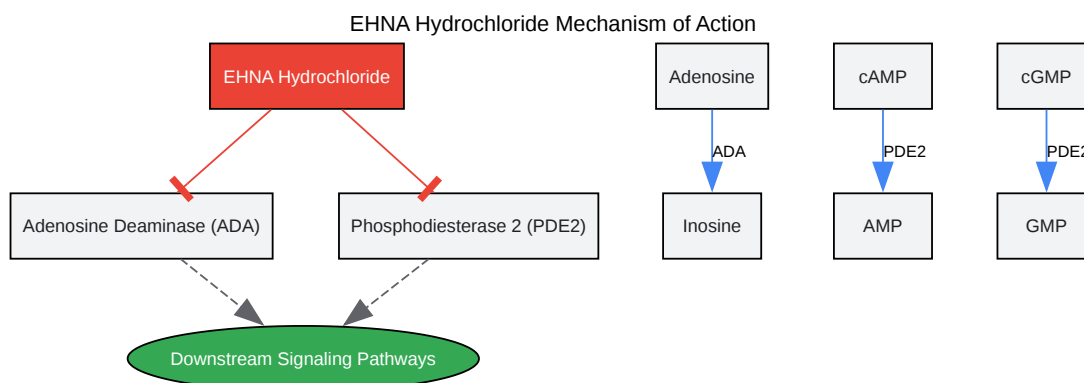 EHNA Hydrochloride Mechanism of Action
EHNA Hydrochloride
Adenosine
cAMP
cGMP
ADA
PDE2
PDE2
Adenosine Deaminase (ADA)
Phosphodiesterase 2 (PDE2)
Inosine
AMP
GMP
Downstream Signaling Pathways